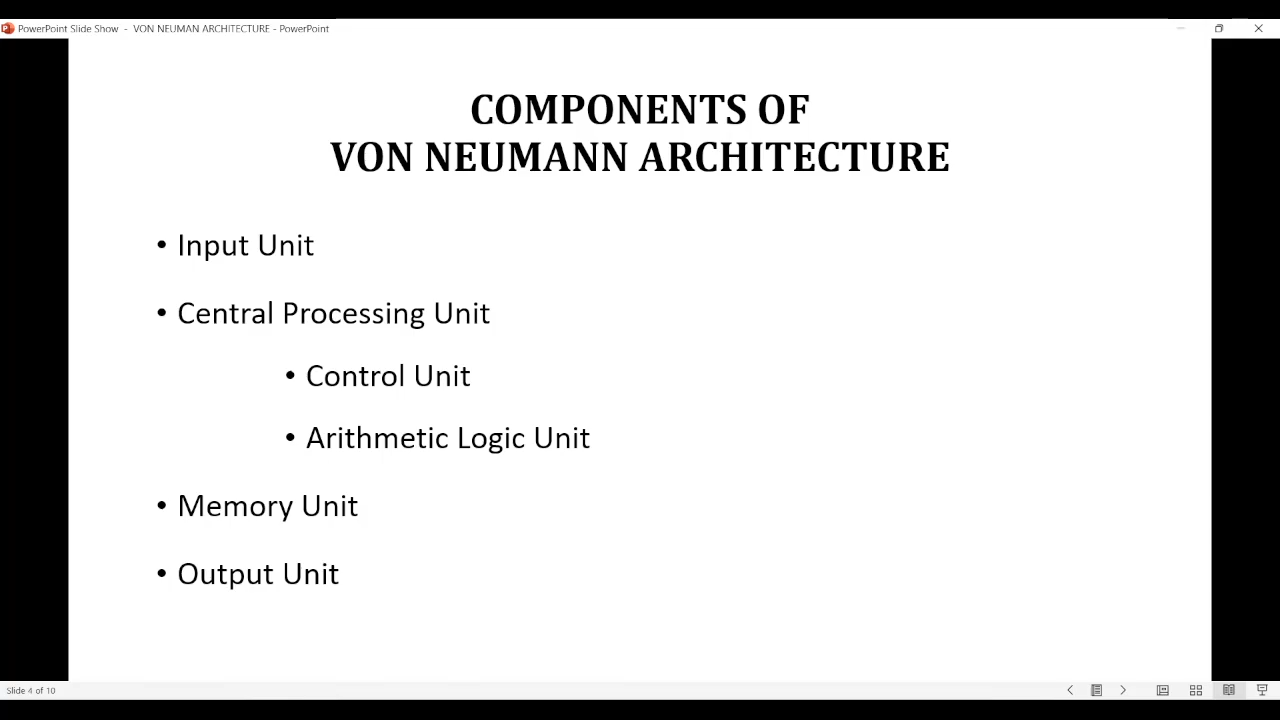 PowerPoint Slide Show - VON NEUMAN ARCHITECTURE - PowerPoint
COMPONENTS OF
VON NEUMANN ARCHITECTURE
• Input Unit
• Central Processing Unit
• Control Unit
• Arithmetic Logic Unit
• Memory Unit
• Output Unit
Slide 4 of 10